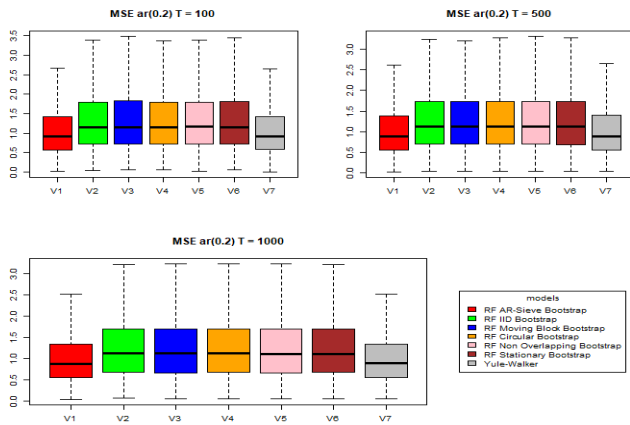 MSE ar(0.2) T = 100
3.5
3.0
2.5
2.0
1.5
1.0
0.5
0.0
V1 V2 V3 V4 V5 V6 V7
MSE ar(0.2) T = 500
3.0
2.5
2.0
1.5
1.0
0.5
0.0
V1 V2 V3 V4 V5 V6 V7
MSE ar(0.2) T = 1000
3.0
2.5
2.0
1.5
1.0
0.5
0.0
V1 V2 V3 V4 V5 V6 V7
models
RF AR-Sieve Bootstrap
RF IID Bootstrap
RF Moving Block Bootstrap
RF Circular Bootstrap
RF Non Overlapping Bootstrap
RF Stationary Bootstrap
Yule-Walker